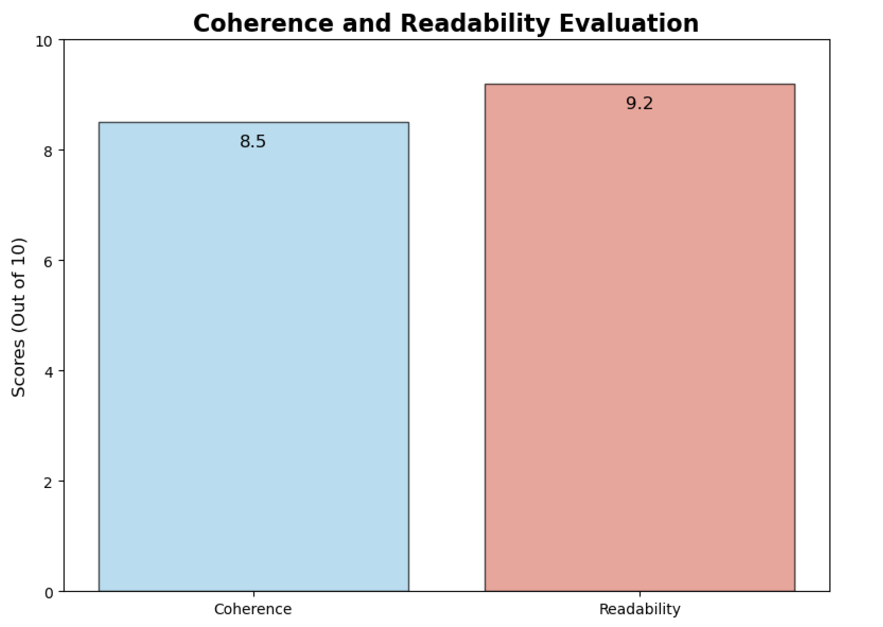 Coherence and Readability Evaluation
Scores (Out of 10)
10
8
6
4
2
0
8.5
9.2
Coherence
Readability